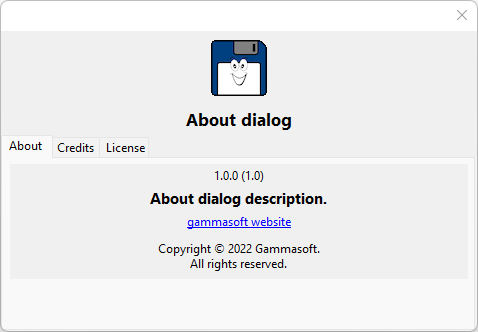 About dialog
About
Credits
License
1.0.0 (1.0)
About dialog description.
gammasoft website
Copyright © 2022 Gammasoft.
All rights reserved.